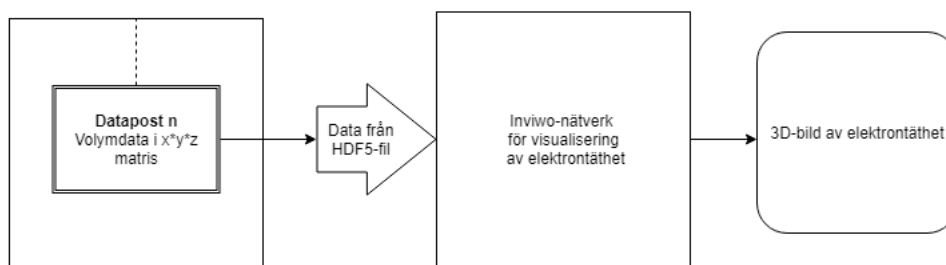 Datapost n
Volymdata i x*y*z
matris
Data från
HDF5-fil
Inviwo-nätverk
för visualisering
av elektrontäthet
3D-bild av elektrontäthet